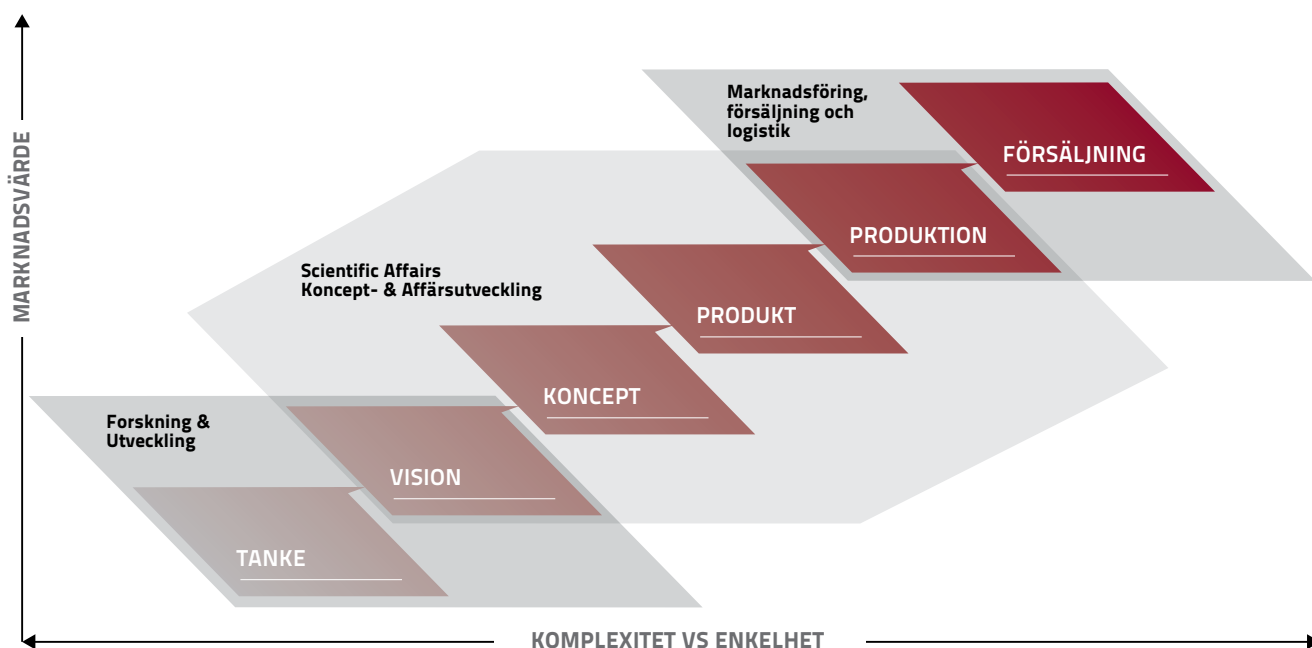 MARKNADSVÄRDE
Marknadsföring,
försäljning och
logistik
FÖRSÄLJNING
PRODUKTION
Scientific Affairs
Koncept- & Affärsutveckling
PRODUKT
KONCEPT
Forskning &
Utveckling
VISION
TANKE
KOMPLEXITET VS ENKELHET